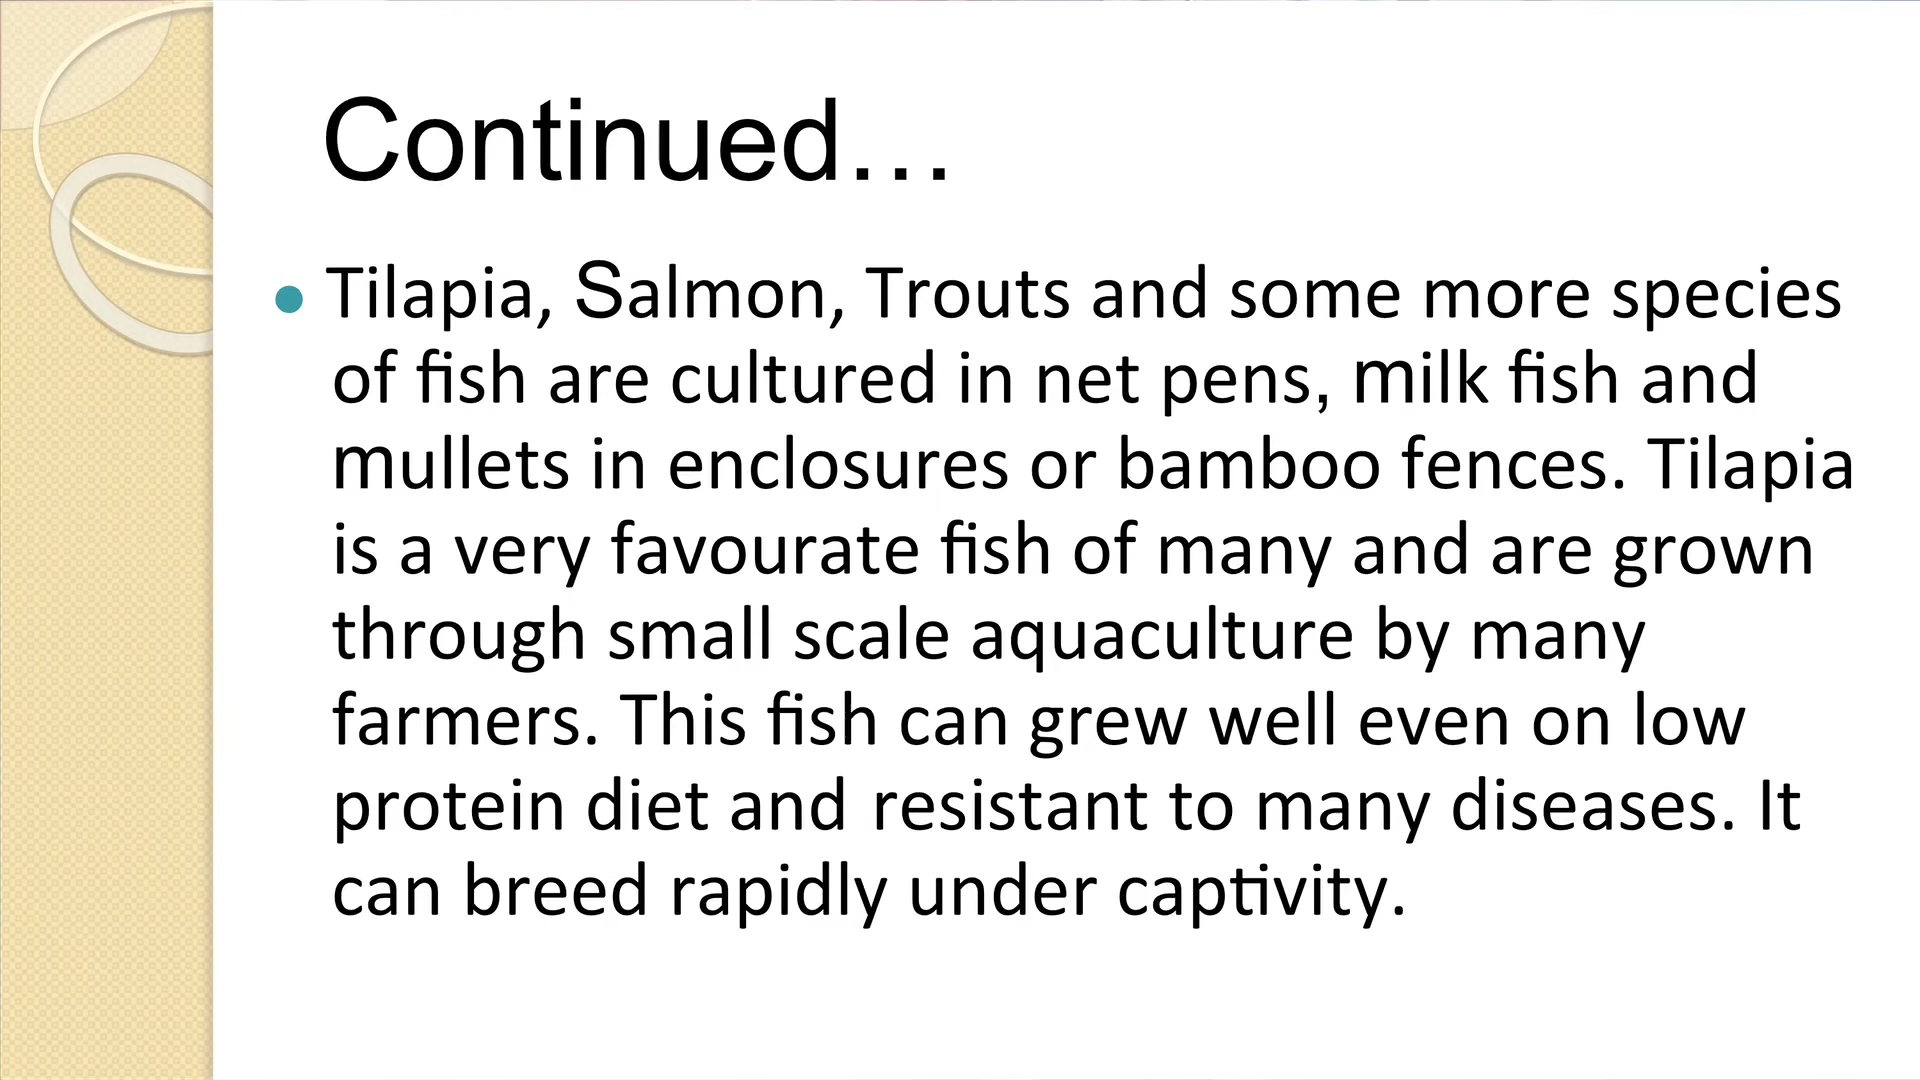 Continued…
• Tilapia, Salmon, Trouts and some more species
of fish are cultured in net pens, milk fish and
mullets in enclosures or bamboo fences. Tilapia
is a very favourate fish of many and are grown
through small scale aquaculture by many
farmers. This fish can grew well even on low
protein diet and resistant to many diseases. It
can breed rapidly under captivity.